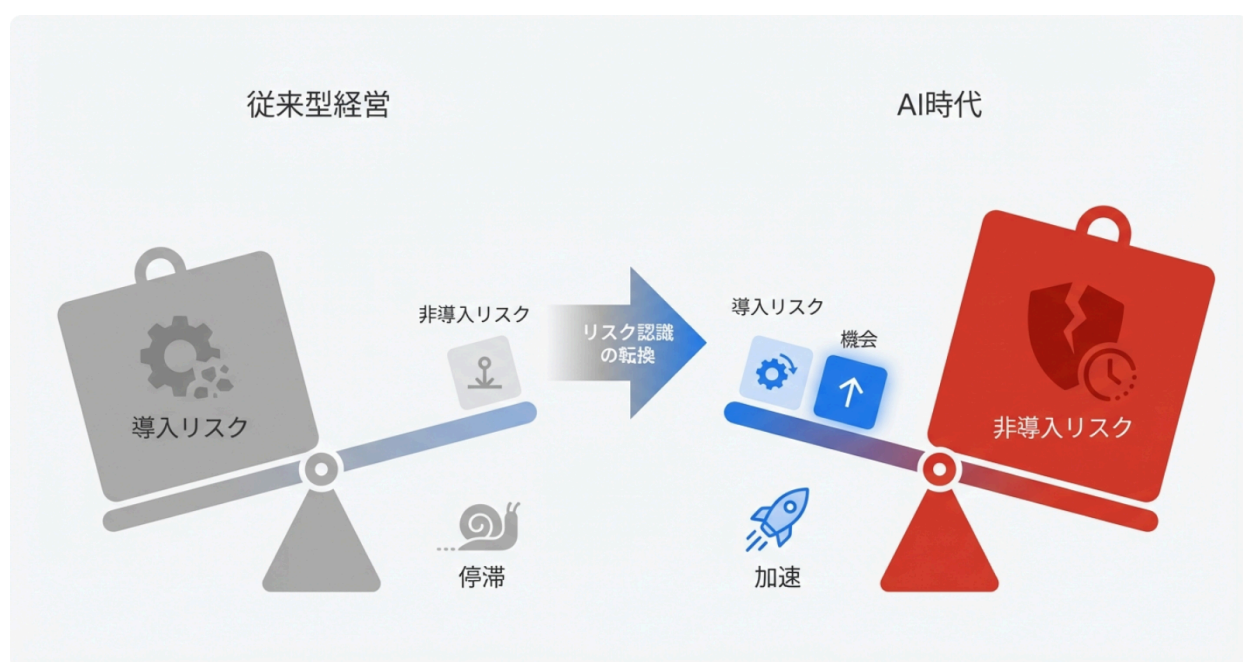 従来型経営
AI時代
非導入リスク
導入リスク
停滞
リスク認識
の転換
導入リスク
機会
非導入リスク
加速